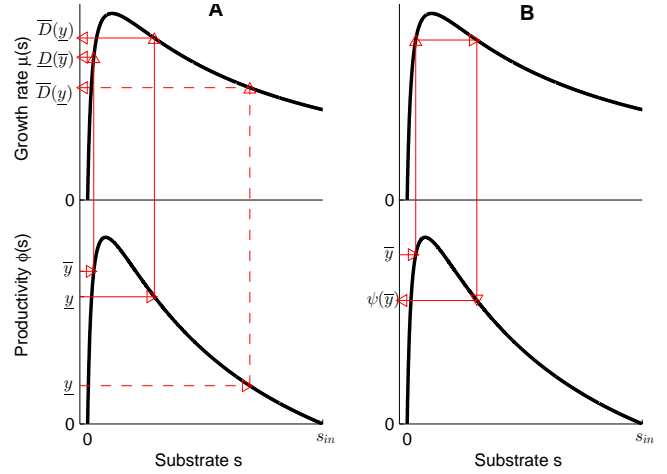 A
B
Growth rate μ(s)
D̅(y̲)
D̲(y̅)
D̅(y̲)
0
0
Productivity ϕ(s)
y̅
y̲
y̲
0
y̅
ψ(y̅)
0
0
s_in
0
s_in
Substrate s
Substrate s